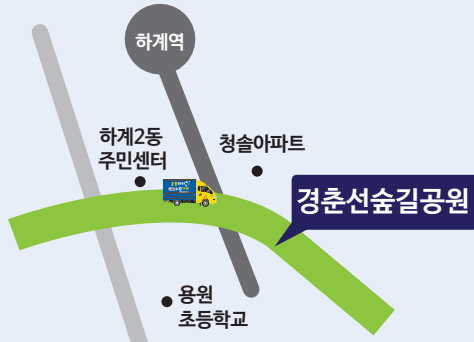 하계역
하계2동
주민센터
청솔아파트
경춘선숲길공원
용원
초등학교